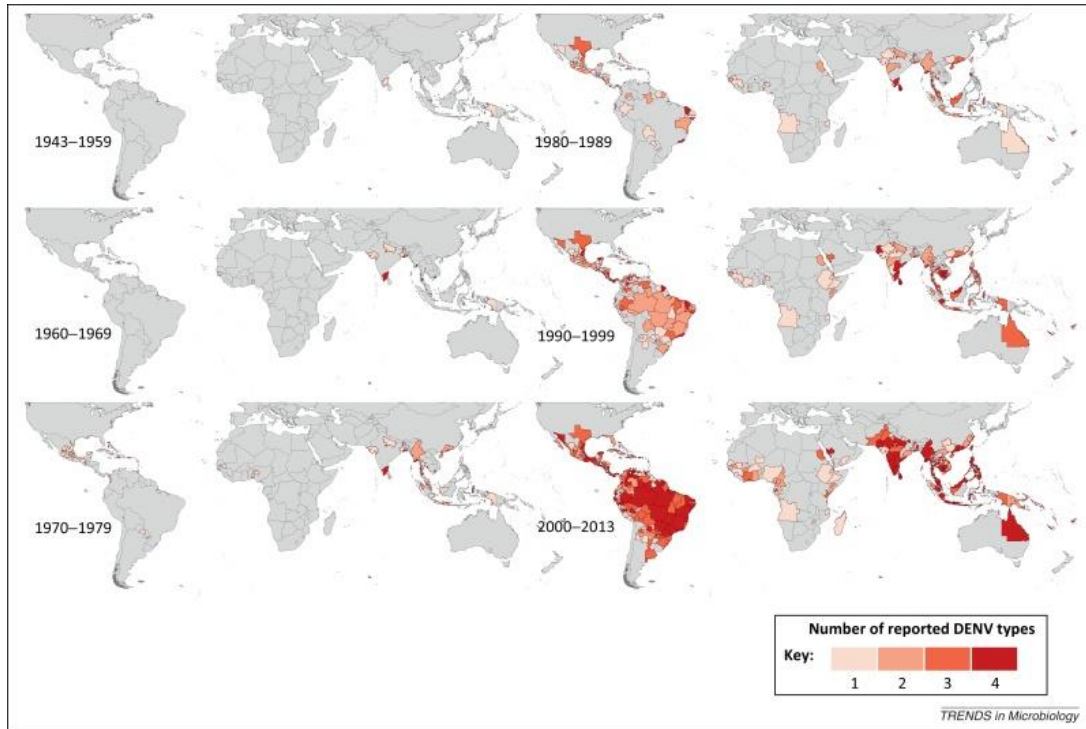 1943–1959
1980–1989
1960–1969
1990–1999
1970–1979
2000–2013
Number of reported DENV types
Key:
1 2 3 4
TRENDS in Microbiology